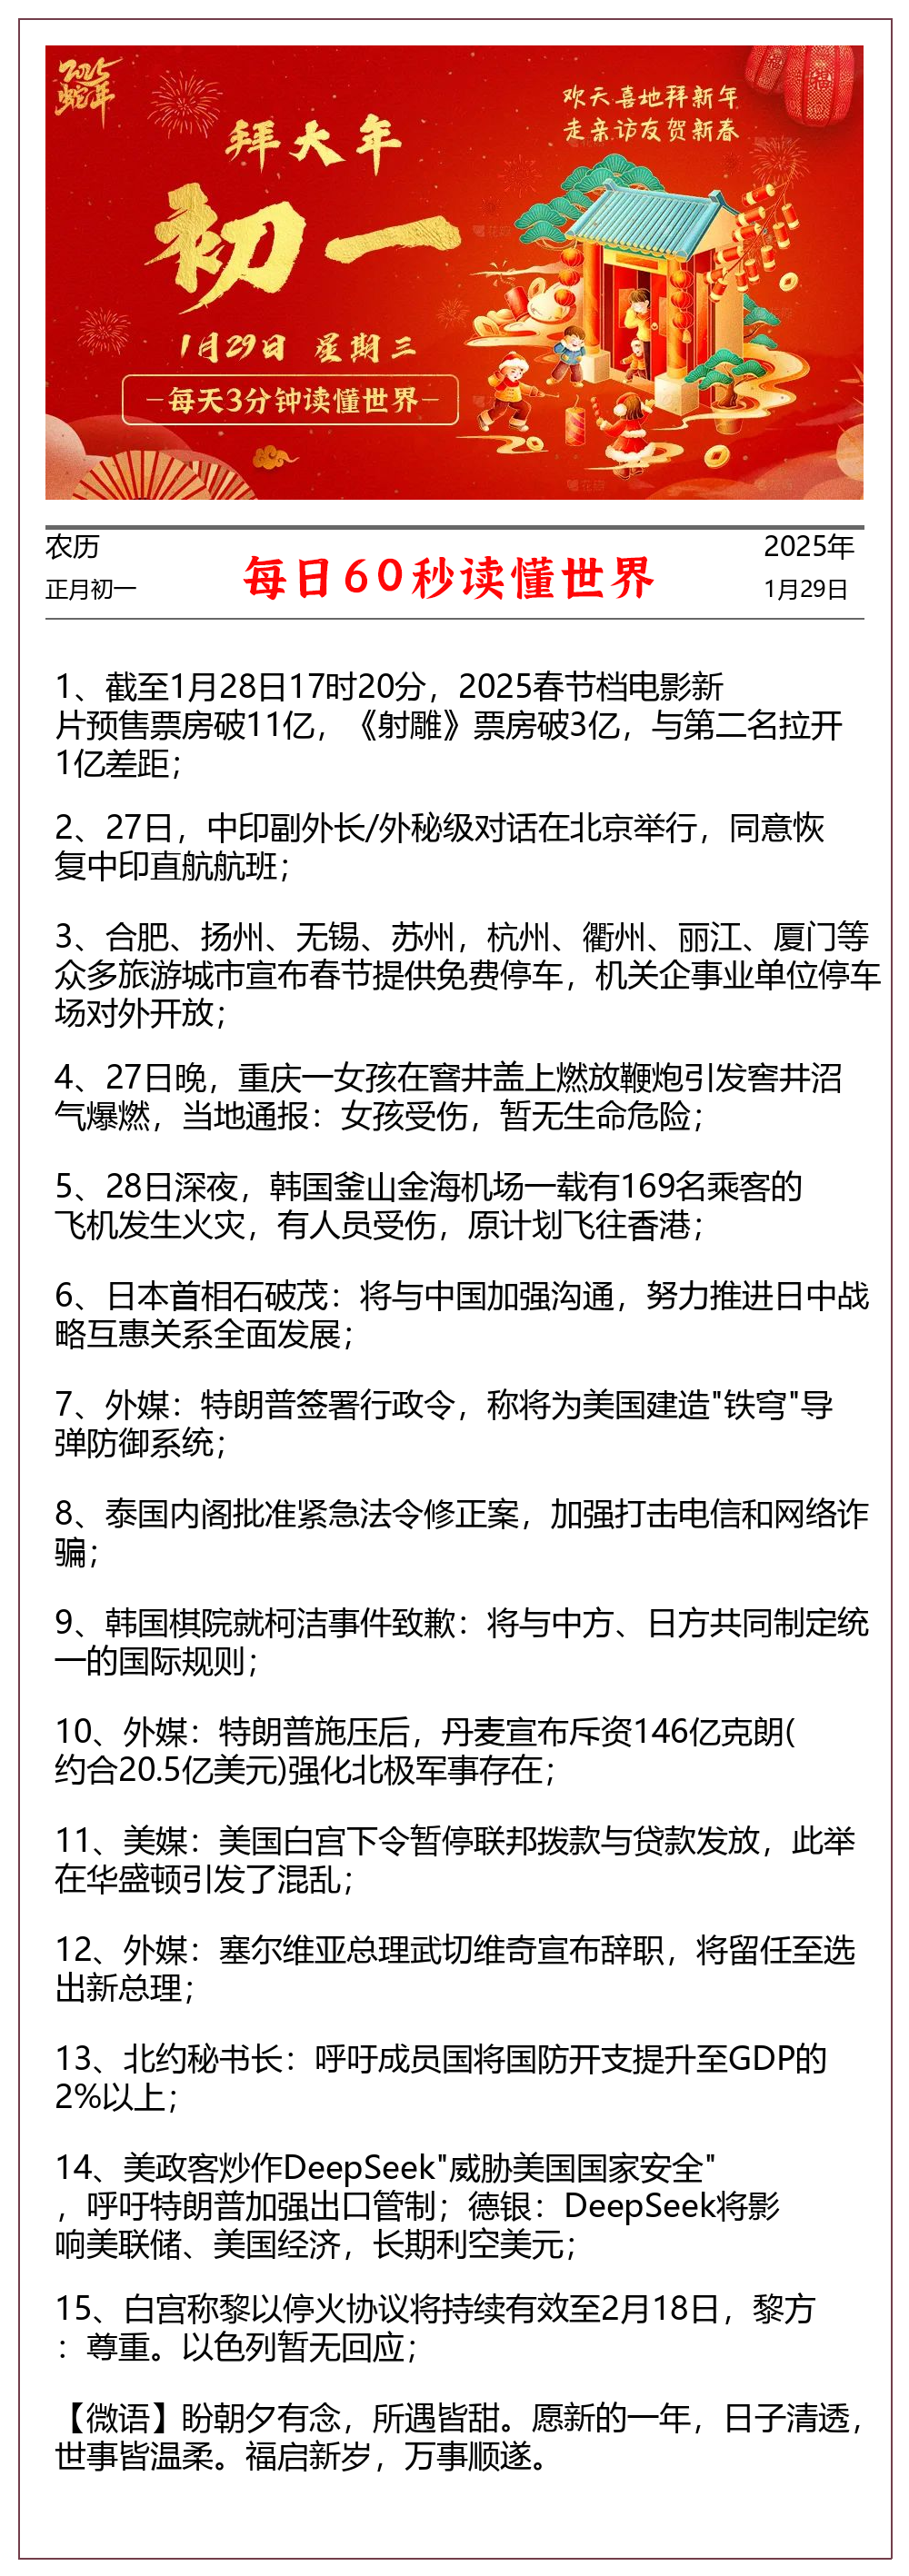 2025
蛇年
欢天喜地拜新年
走亲访友贺新春
拜大年
初一
1月29日 星期三
—每天3分钟读懂世界—
农历
正月初一
每日60秒读懂世界
2025年
1月29日
1、截至1月28日17时20分，2025春节档电影新
片预售票房破11亿，《射雕》票房破3亿，与第二名拉开
1亿差距；
2、27日，中印副外长/外秘级对话在北京举行，同意恢
复中印直航航班；
3、合肥、扬州、无锡、苏州，杭州、衢州、丽江、厦门等
众多旅游城市宣布春节提供免费停车，机关企事业单位停车
场对外开放；
4、27日晚，重庆一女孩在窨井盖上燃放鞭炮引发窖井沼
气爆燃，当地通报：女孩受伤，暂无生命危险；
5、28日深夜，韩国釜山金海机场一载有169名乘客的
飞机发生火灾，有人员受伤，原计划飞往香港；
6、日本首相石破茂：将与中国加强沟通，努力推进日中战
略互惠关系全面发展；
7、外媒：特朗普签署行政令，称将为美国建造"铁穹"导
弹防御系统；
8、泰国内阁批准紧急法令修正案，加强打击电信和网络诈
骗；
9、韩国棋院就柯洁事件致歉：将与中方、日方共同制定统
一的国际规则；
10、外媒：特朗普施压后，丹麦宣布斥资146亿克朗(
约合20.5亿美元)强化北极军事存在；
11、美媒：美国白宫下令暂停联邦拨款与贷款发放，此举
在华盛顿引发了混乱；
12、外媒：塞尔维亚总理武切维奇宣布辞职，将留任至选
出新总理；
13、北约秘书长：呼吁成员国将国防开支提升至GDP的
2%以上；
14、美政客炒作DeepSeek"威胁美国国家安全"
，呼吁特朗普加强出口管制；德银：DeepSeek将影
响美联储、美国经济，长期利空美元；
15、白宫称黎以停火协议将持续有效至2月18日，黎方
：尊重。以色列暂无回应；
【微语】盼朝夕有念，所遇皆甜。愿新的一年，日子清透，
世事皆温柔。福启新岁，万事顺遂。